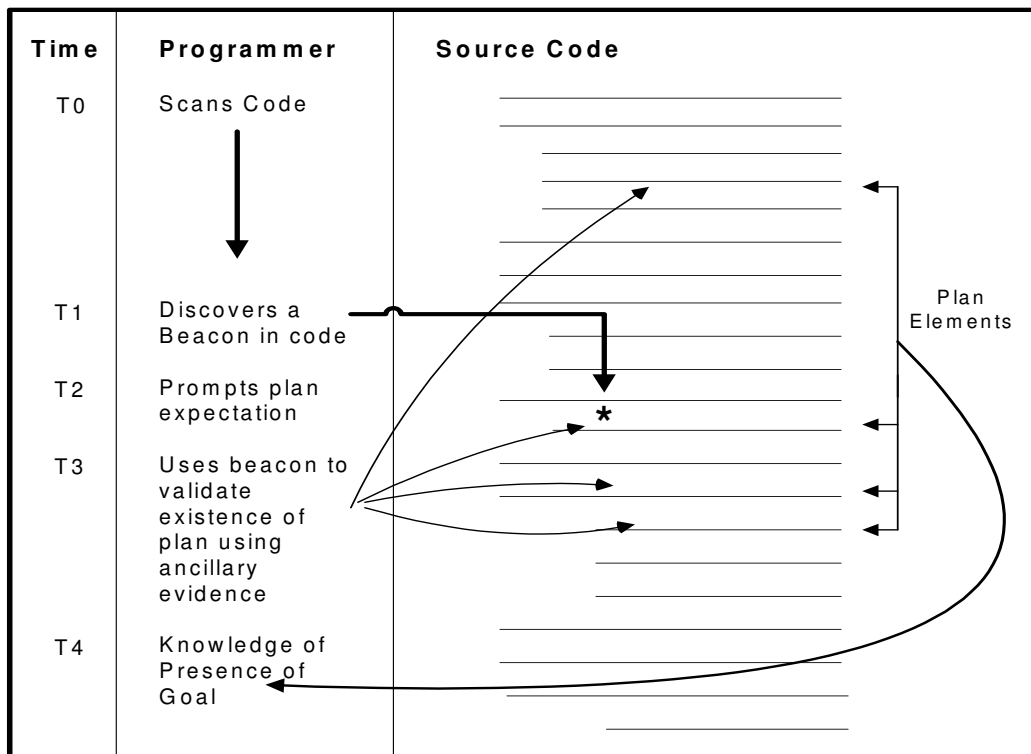 Time Programmer Source Code
T0 Scans Code
T1 Discovers a
Beacon in code
Plan
Elements
T2 Prompts plan
expectation
*
T3 Uses beacon to
validate
existence of
plan using
ancillary
evidence
T4 Knowledge of
Presence of
Goal